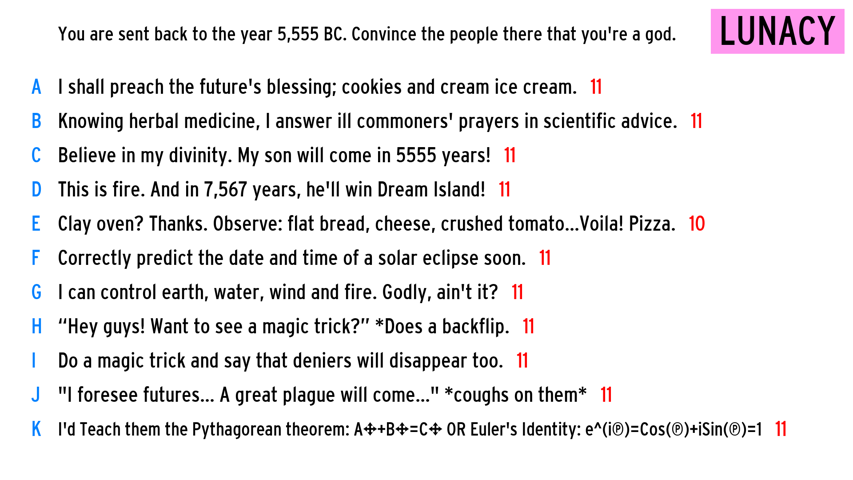 You are sent back to the year 5,555 BC. Convince the people there that you're a god.
LUNACY
A I shall preach the future's blessing; cookies and cream ice cream. 11
B Knowing herbal medicine, I answer ill commoners' prayers in scientific advice. 11
C Believe in my divinity. My son will come in 5555 years! 11
D This is fire. And in 7,567 years, he'll win Dream Island! 11
E Clay oven? Thanks. Observe: flat bread, cheese, crushed tomato...Voila! Pizza. 10
F Correctly predict the date and time of a solar eclipse soon. 11
G I can control earth, water, wind and fire. Godly, ain't it? 11
H “Hey guys! Want to see a magic trick?” *Does a backflip. 11
I Do a magic trick and say that deniers will disappear too. 11
J "I foresee futures... A great plague will come..." *coughs on them* 11
K I'd Teach them the Pythagorean theorem: A✢+B✢=C✢ OR Euler's Identity: e^(i℗)=Cos(℗)+iSin(℗)=1 11